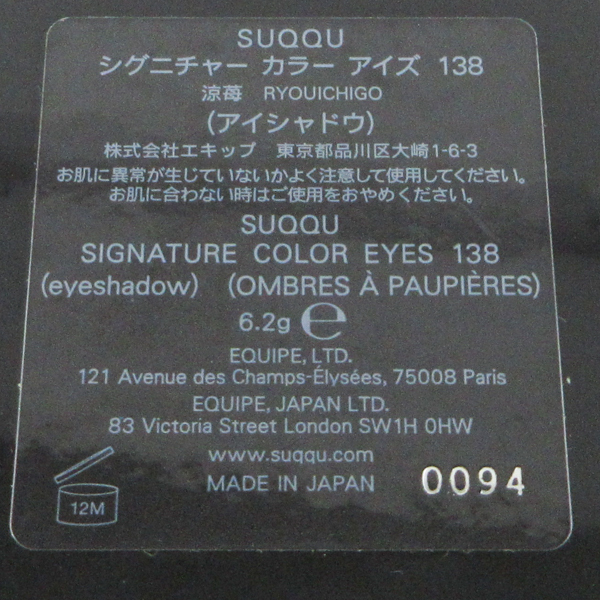 SUQQU
シグニチャー カラー アイズ 138
涼苺 RYOUICHIGO
(アイシャドウ)
株式会社エキップ 東京都品川区大崎1-6-3
お肌に異常が生じていないかよく注意して使用してください。
お肌に合わない時はご使用をおやめください。
SUQQU
SIGNATURE COLOR EYES 138
(eyeshadow) (OMBRES À PAUPIÈRES)
6.2g ℮
EQUIPE, LTD.
121 Avenue des Champs-Élysées, 75008 Paris
EQUIPE, JAPAN LTD.
83 Victoria Street London SW1H 0HW
www.suqqu.com
MADE IN JAPAN
0094
12M